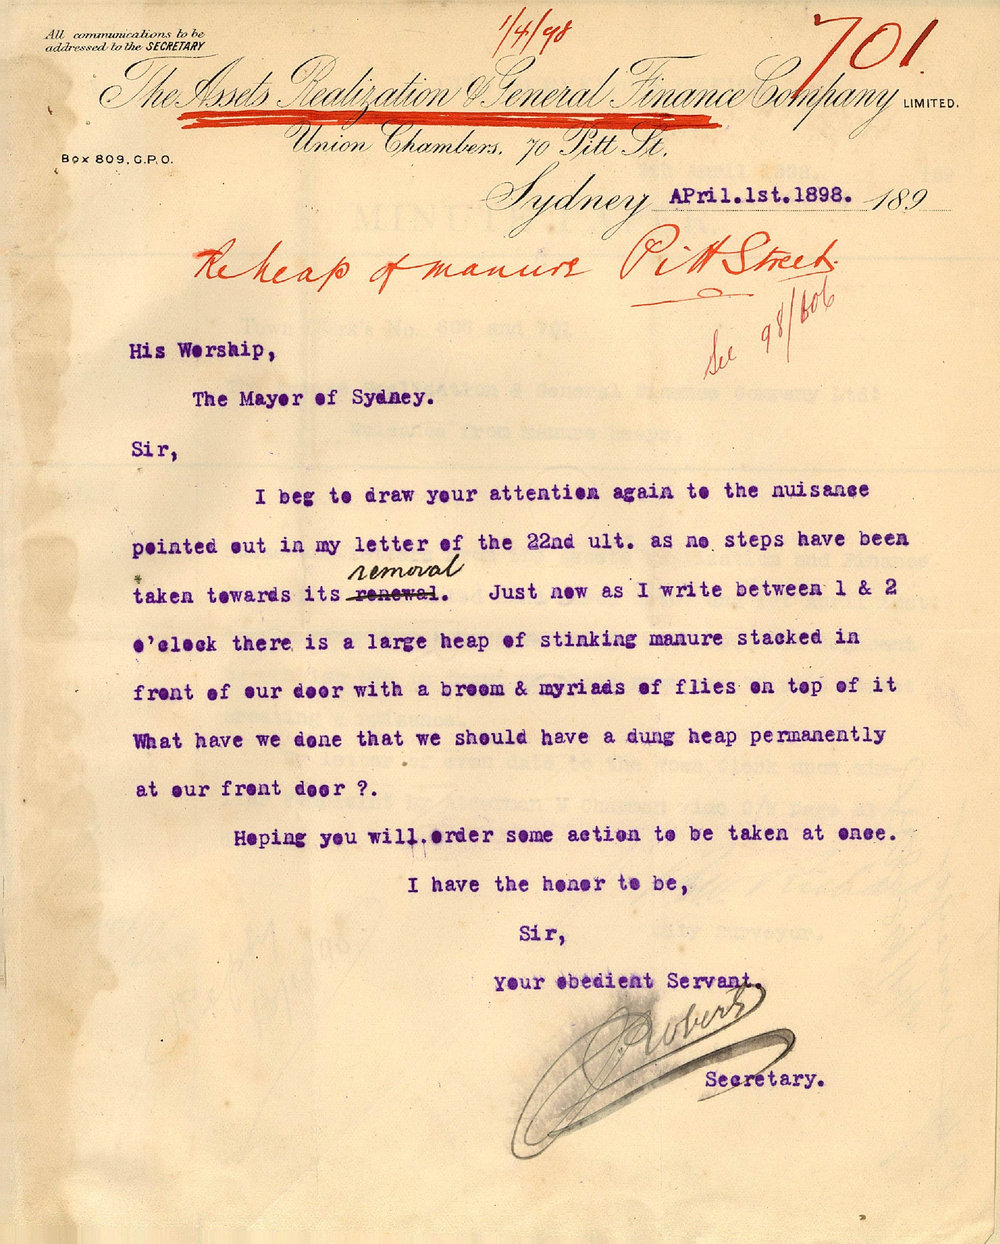 All communications to be
addressed to the SECRETARY
1/4/98
701
The Assets Realization & General Finance Company LIMITED.
Union Chambers, 70 Pitt St.
Box 809, G.P.O.
Sydney APril.1st.1898. 189
Re heap of manure Pitt Street.
See 98/606
His Worship,
The Mayor of Sydney.
Sir,
I beg to draw your attention again to the nuisance
pointed out in my letter of the 22nd ult. as no steps have been
removal
taken towards its renewal. Just now as I write between 1 & 2
o'clock there is a large heap of stinking manure stacked in
front of our door with a broom & myriads of flies on top of it
What have we done that we should have a dung heap permanently
at our front door ?.
Hoping you will.order some action to be taken at once.
I have the honor to be,
Sir,
Your obedient Servant.
J. Roberts
Secretary.